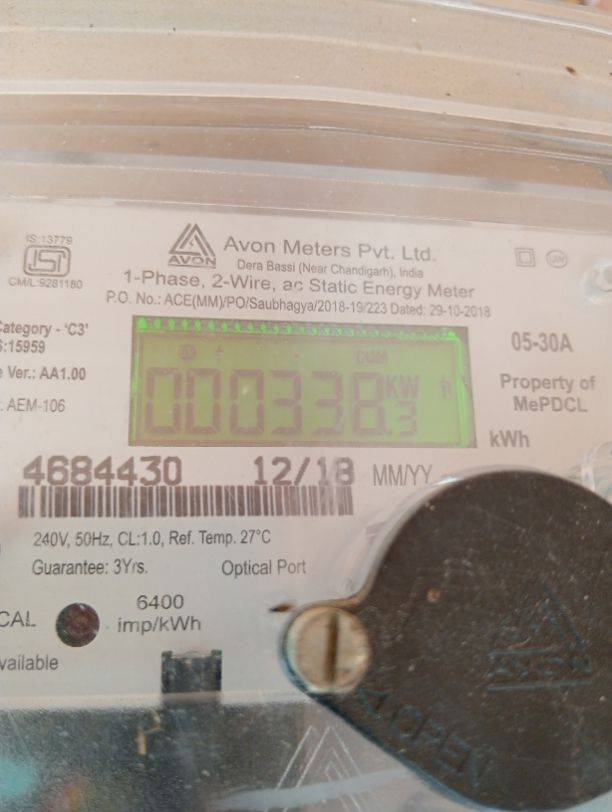 IS:13779
ISI
CM/L:9281180
AVON
Avon Meters Pvt. Ltd.
Dera Bassi (Near Chandigarh), India
1-Phase, 2-Wire, ac Static Energy Meter
P.O. No.: ACE(MM)/PO/Saubhagya/2018-19/223 Dated: 29-10-2018
Category - 'C3'
S:15959
e Ver.: AA1.00
. AEM-106
CUM
000338.3 KW h
05-30A
Property of
MePDCL
kWh
4684430 12/18 MM/YY
240V, 50Hz, CL:1.0, Ref. Temp. 27°C
Guarantee: 3Yrs. Optical Port
CAL
6400
imp/kWh
vailable
AVON
OPEN